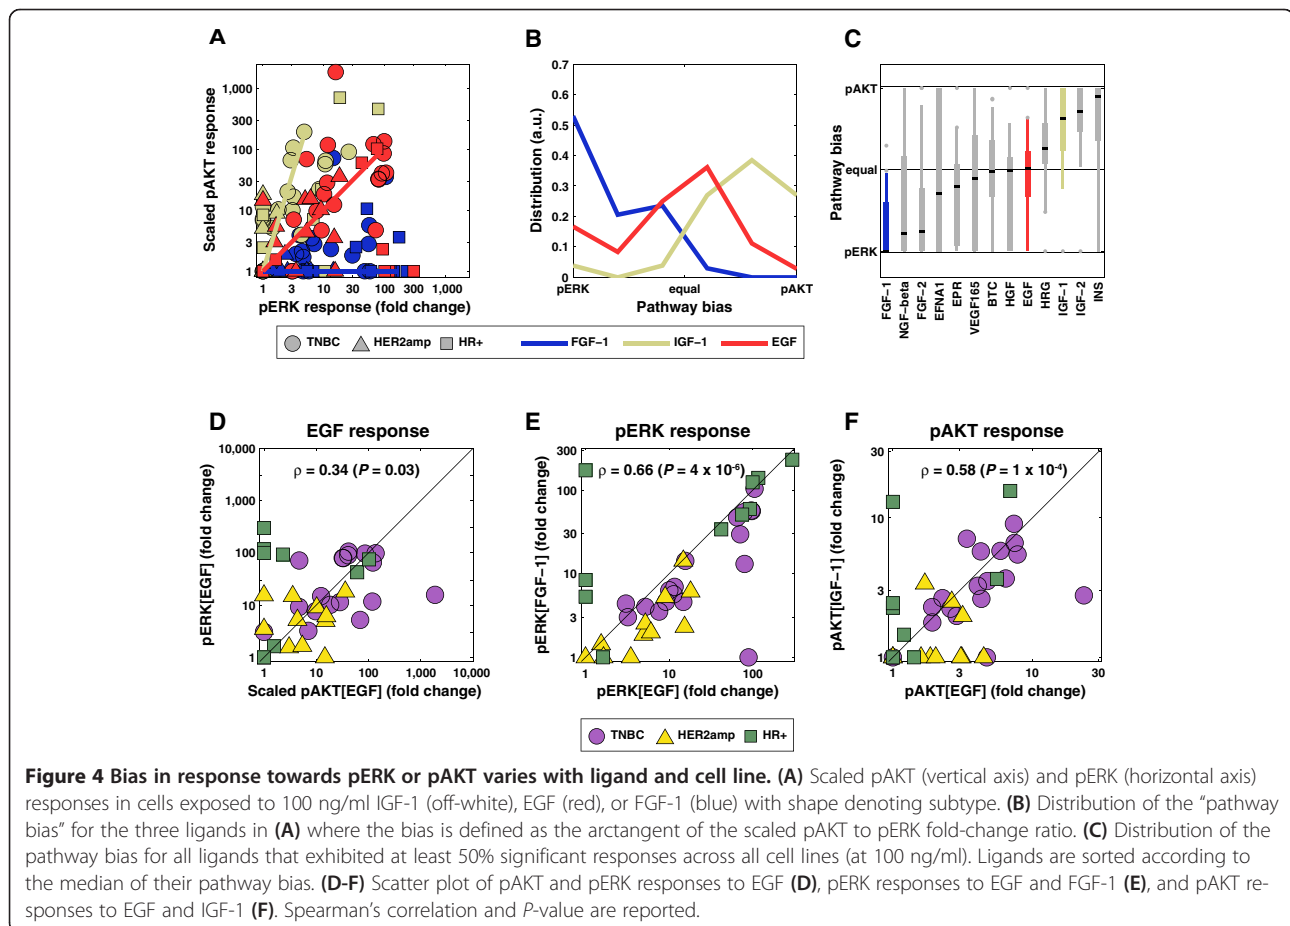 A
Scaled pAKT response
1,000
300
100
30
10
3
1
1 3 10 30 100 300 1,000
pERK response (fold change)
B
Distribution (a.u.)
0.7
0.6
0.5
0.4
0.3
0.2
0.1
0
pERK equal pAKT
Pathway bias
C
Pathway bias
pAKT
equal
pERK
FGF-1
NGF-beta
FGF-2
EFNA1
EPR
VEGF165
BTC
HGF
EGF
HRG
IGF-1
IGF-2
INS
TNBC HER2amp HR+ FGF-1 IGF-1 EGF
D
EGF response
ρ = 0.34 (P = 0.03)
pERK[EGF] (fold change)
10,000
1,000
100
10
1
1 10 100 1,000 10,000
Scaled pAKT[EGF] (fold change)
E
pERK response
ρ = 0.66 (P = 4 x 10⁻⁶)
pERK[FGF-1] (fold change)
300
100
30
10
3
1
1 10 100
pERK[EGF] (fold change)
F
pAKT response
ρ = 0.58 (P = 1 x 10⁻⁴)
pAKT[IGF-1] (fold change)
30
10
3
1
1 3 10 30
pAKT[EGF] (fold change)
TNBC HER2amp HR+
Figure 4 Bias in response towards pERK or pAKT varies with ligand and cell line. (A) Scaled pAKT (vertical axis) and pERK (horizontal axis)
responses in cells exposed to 100 ng/ml IGF-1 (off-white), EGF (red), or FGF-1 (blue) with shape denoting subtype. (B) Distribution of the “pathway
bias” for the three ligands in (A) where the bias is defined as the arctangent of the scaled pAKT to pERK fold-change ratio. (C) Distribution of the
pathway bias for all ligands that exhibited at least 50% significant responses across all cell lines (at 100 ng/ml). Ligands are sorted according to
the median of their pathway bias. (D-F) Scatter plot of pAKT and pERK responses to EGF (D), pERK responses to EGF and FGF-1 (E), and pAKT re-
sponses to EGF and IGF-1 (F). Spearman’s correlation and P-value are reported.